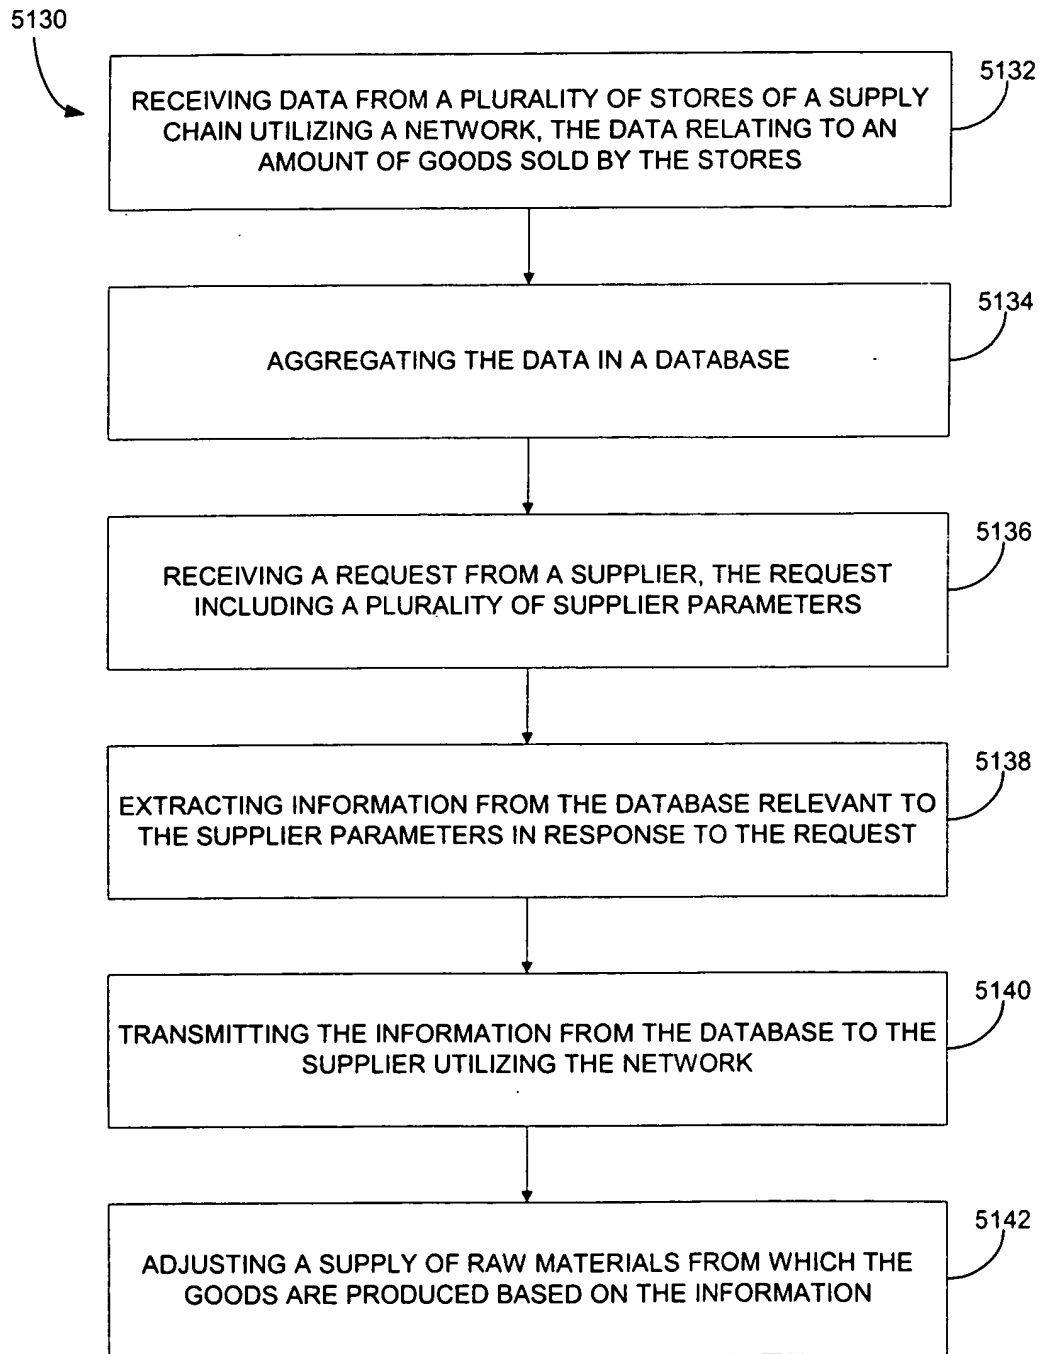 5130
5132
RECEIVING DATA FROM A PLURALITY OF STORES OF A SUPPLY
CHAIN UTILIZING A NETWORK, THE DATA RELATING TO AN
AMOUNT OF GOODS SOLD BY THE STORES
5134
AGGREGATING THE DATA IN A DATABASE
5136
RECEIVING A REQUEST FROM A SUPPLIER, THE REQUEST
INCLUDING A PLURALITY OF SUPPLIER PARAMETERS
5138
EXTRACTING INFORMATION FROM THE DATABASE RELEVANT TO
THE SUPPLIER PARAMETERS IN RESPONSE TO THE REQUEST
5140
TRANSMITTING THE INFORMATION FROM THE DATABASE TO THE
SUPPLIER UTILIZING THE NETWORK
5142
ADJUSTING A SUPPLY OF RAW MATERIALS FROM WHICH THE
GOODS ARE PRODUCED BASED ON THE INFORMATION